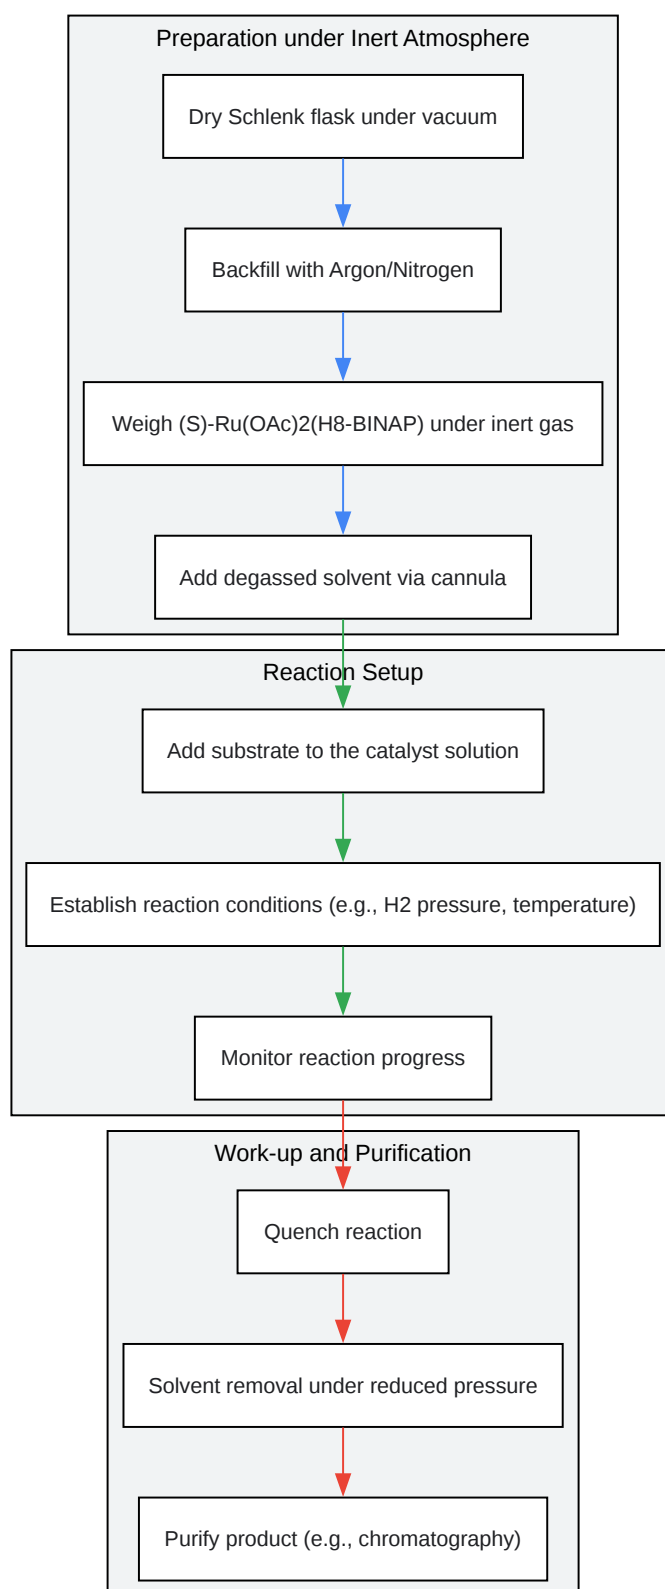 Preparation under Inert Atmosphere
Dry Schlenk flask under vacuum
Backfill with Argon/Nitrogen
Weigh (S)-Ru(OAc)2(H8-BINAP) under inert gas
Add degassed solvent via cannula
Reaction Setup
Add substrate to the catalyst solution
Establish reaction conditions (e.g., H2 pressure, temperature)
Monitor reaction progress
Work-up and Purification
Quench reaction
Solvent removal under reduced pressure
Purify product (e.g., chromatography)